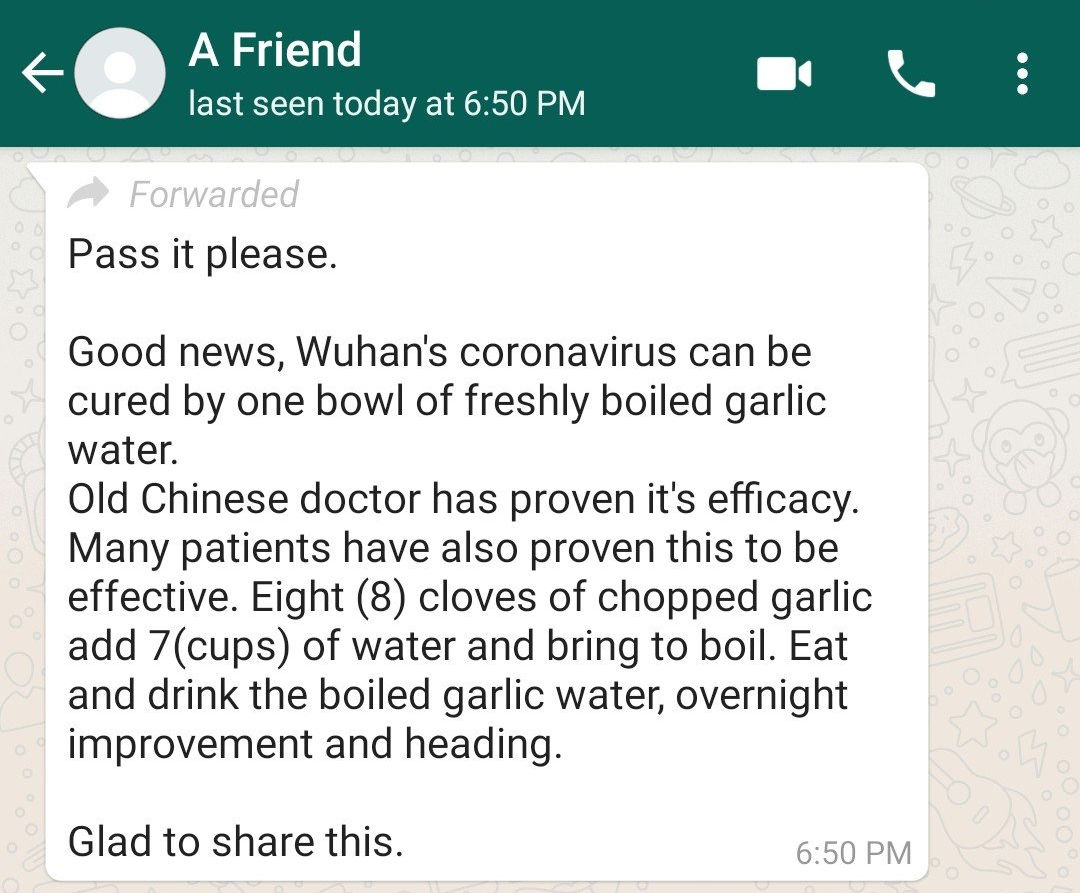 A Friend
last seen today at 6:50 PM
Forwarded
Pass it please.
Good news, Wuhan's coronavirus can be
cured by one bowl of freshly boiled garlic
water.
Old Chinese doctor has proven it's efficacy.
Many patients have also proven this to be
effective. Eight (8) cloves of chopped garlic
add 7(cups) of water and bring to boil. Eat
and drink the boiled garlic water, overnight
improvement and heading.
Glad to share this.
6:50 PM